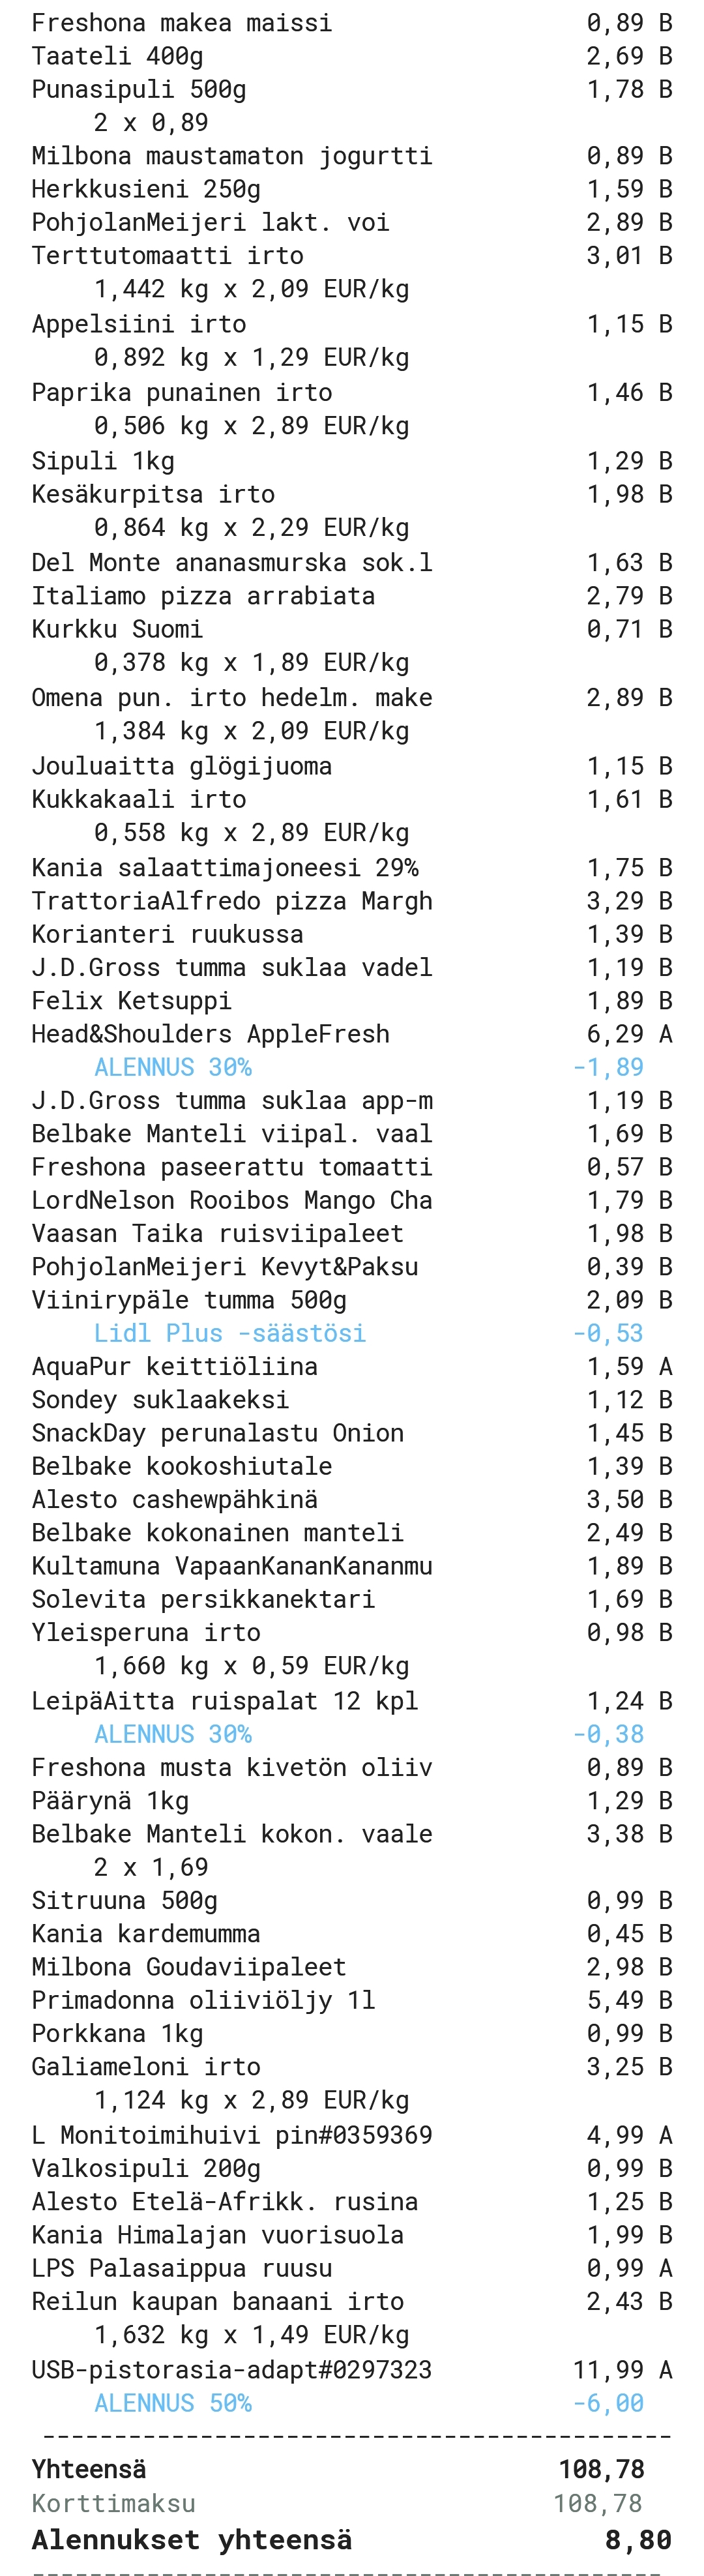 Freshona makea maissi 0,89 B
Taateli 400g 2,69 B
Punasipuli 500g 1,78 B
2 x 0,89
Milbona maustamaton jogurtti 0,89 B
Herkkusieni 250g 1,59 B
PohjolanMeijeri lakt. voi 2,89 B
Terttutomaatti irto 3,01 B
1,442 kg x 2,09 EUR/kg
Appelsiini irto 1,15 B
0,892 kg x 1,29 EUR/kg
Paprika punainen irto 1,46 B
0,506 kg x 2,89 EUR/kg
Sipuli 1kg 1,29 B
Kesäkurpitsa irto 1,98 B
0,864 kg x 2,29 EUR/kg
Del Monte ananasmurska sok.l 1,63 B
Italiamo pizza arrabiata 2,79 B
Kurkku Suomi 0,71 B
0,378 kg x 1,89 EUR/kg
Omena pun. irto hedelm. make 2,89 B
1,384 kg x 2,09 EUR/kg
Jouluaitta glögijuoma 1,15 B
Kukkakaali irto 1,61 B
0,558 kg x 2,89 EUR/kg
Kania salaattimajoneesi 29% 1,75 B
TrattoriaAlfredo pizza Margh 3,29 B
Korianteri ruukussa 1,39 B
J.D.Gross tumma suklaa vadel 1,19 B
Felix Ketsuppi 1,89 B
Head&Shoulders AppleFresh 6,29 A
ALENNUS 30% -1,89
J.D.Gross tumma suklaa app-m 1,19 B
Belbake Manteli viipal. vaal 1,69 B
Freshona paseerattu tomaatti 0,57 B
LordNelson Rooibos Mango Cha 1,79 B
Vaasan Taika ruisviipaleet 1,98 B
PohjolanMeijeri Kevyt&Paksu 0,39 B
Viinirypäle tumma 500g 2,09 B
Lidl Plus -säästösi -0,53
AquaPur keittiöliina 1,59 A
Sondey suklaakeksi 1,12 B
SnackDay perunalastu Onion 1,45 B
Belbake kookoshiutale 1,39 B
Alesto cashewpähkinä 3,50 B
Belbake kokonainen manteli 2,49 B
Kultamuna VapaanKananKananmu 1,89 B
Solevita persikkanektari 1,69 B
Yleisperuna irto 0,98 B
1,660 kg x 0,59 EUR/kg
LeipäAitta ruispalat 12 kpl 1,24 B
ALENNUS 30% -0,38
Freshona musta kivetön oliiv 0,89 B
Päärynä 1kg 1,29 B
Belbake Manteli kokon. vaale 3,38 B
2 x 1,69
Sitruuna 500g 0,99 B
Kania kardemumma 0,45 B
Milbona Goudaviipaleet 2,98 B
Primadonna oliiviöljy 1l 5,49 B
Porkkana 1kg 0,99 B
Galiameloni irto 3,25 B
1,124 kg x 2,89 EUR/kg
L Monitoimihuivi pin#0359369 4,99 A
Valkosipuli 200g 0,99 B
Alesto Etelä-Afrikk. rusina 1,25 B
Kania Himalajan vuorisuola 1,99 B
LPS Palasaippua ruusu 0,99 A
Reilun kaupan banaani irto 2,43 B
1,632 kg x 1,49 EUR/kg
USB-pistorasia-adapt#0297323 11,99 A
ALENNUS 50% -6,00
--------------------------------------------
Yhteensä 108,78
Korttimaksu 108,78
Alennukset yhteensä 8,80
--------------------------------------------